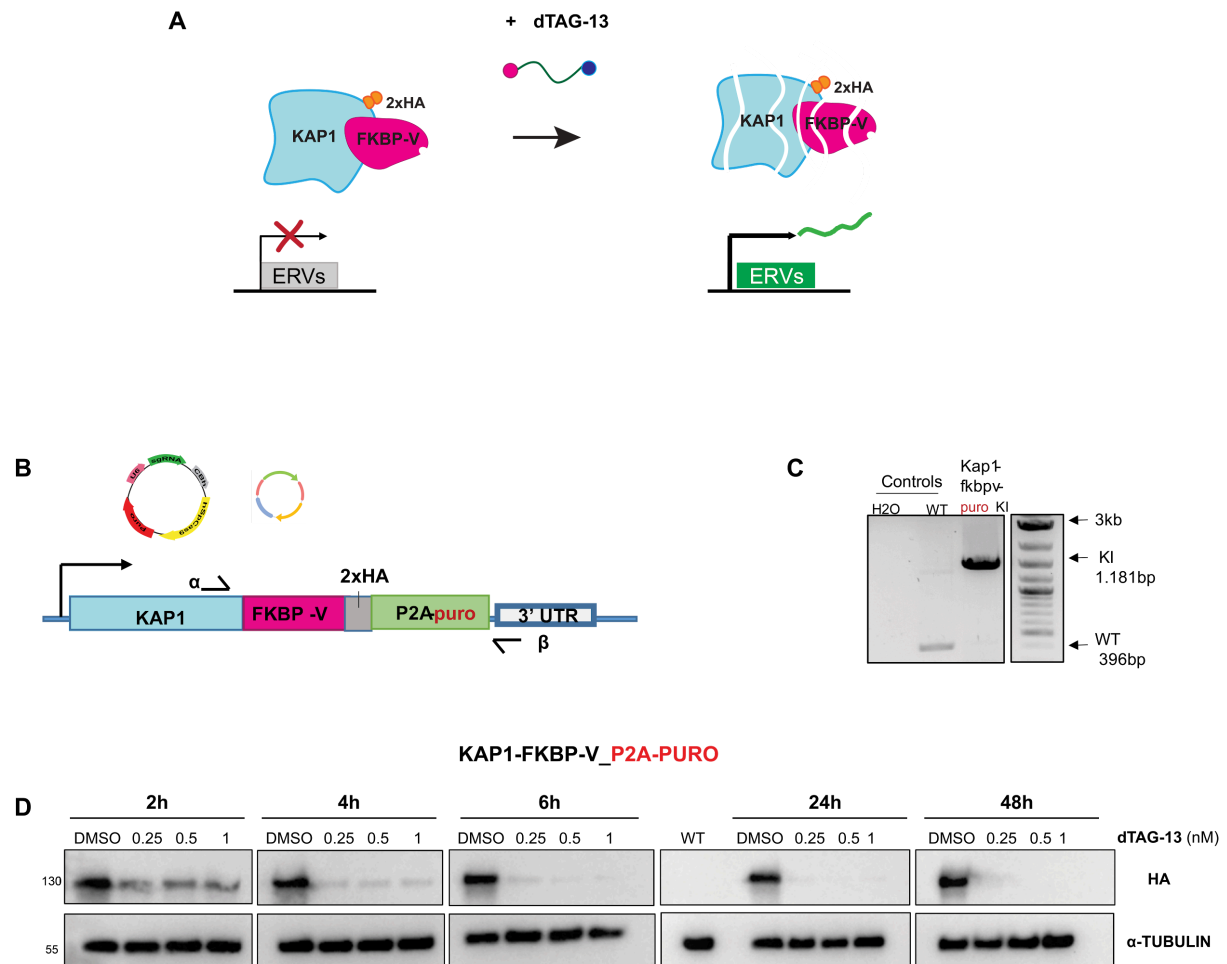 A
+ dTAG-13
2xHA
KAP1
FKBP-V
2xHA
KAP1
FKBP-V
ERVs
ERVs
B
U6
sgRNA
CBh
hSpCas9
Puro
α
2xHA
KAP1
FKBP -V
P2A-puro
3' UTR
β
C
Controls
Kap1-
fkbpv-
H2O
WT
puro KI
3kb
KI
1.181bp
WT
396bp
KAP1-FKBP-V_P2A-PURO
D
2h
4h
6h
24h
48h
DMSO 0.25 0.5 1
DMSO 0.25 0.5 1
DMSO 0.25 0.5 1
WT
DMSO 0.25 0.5 1
DMSO 0.25 0.5 1
dTAG-13 (nM)
130
HA
55
α-TUBULIN